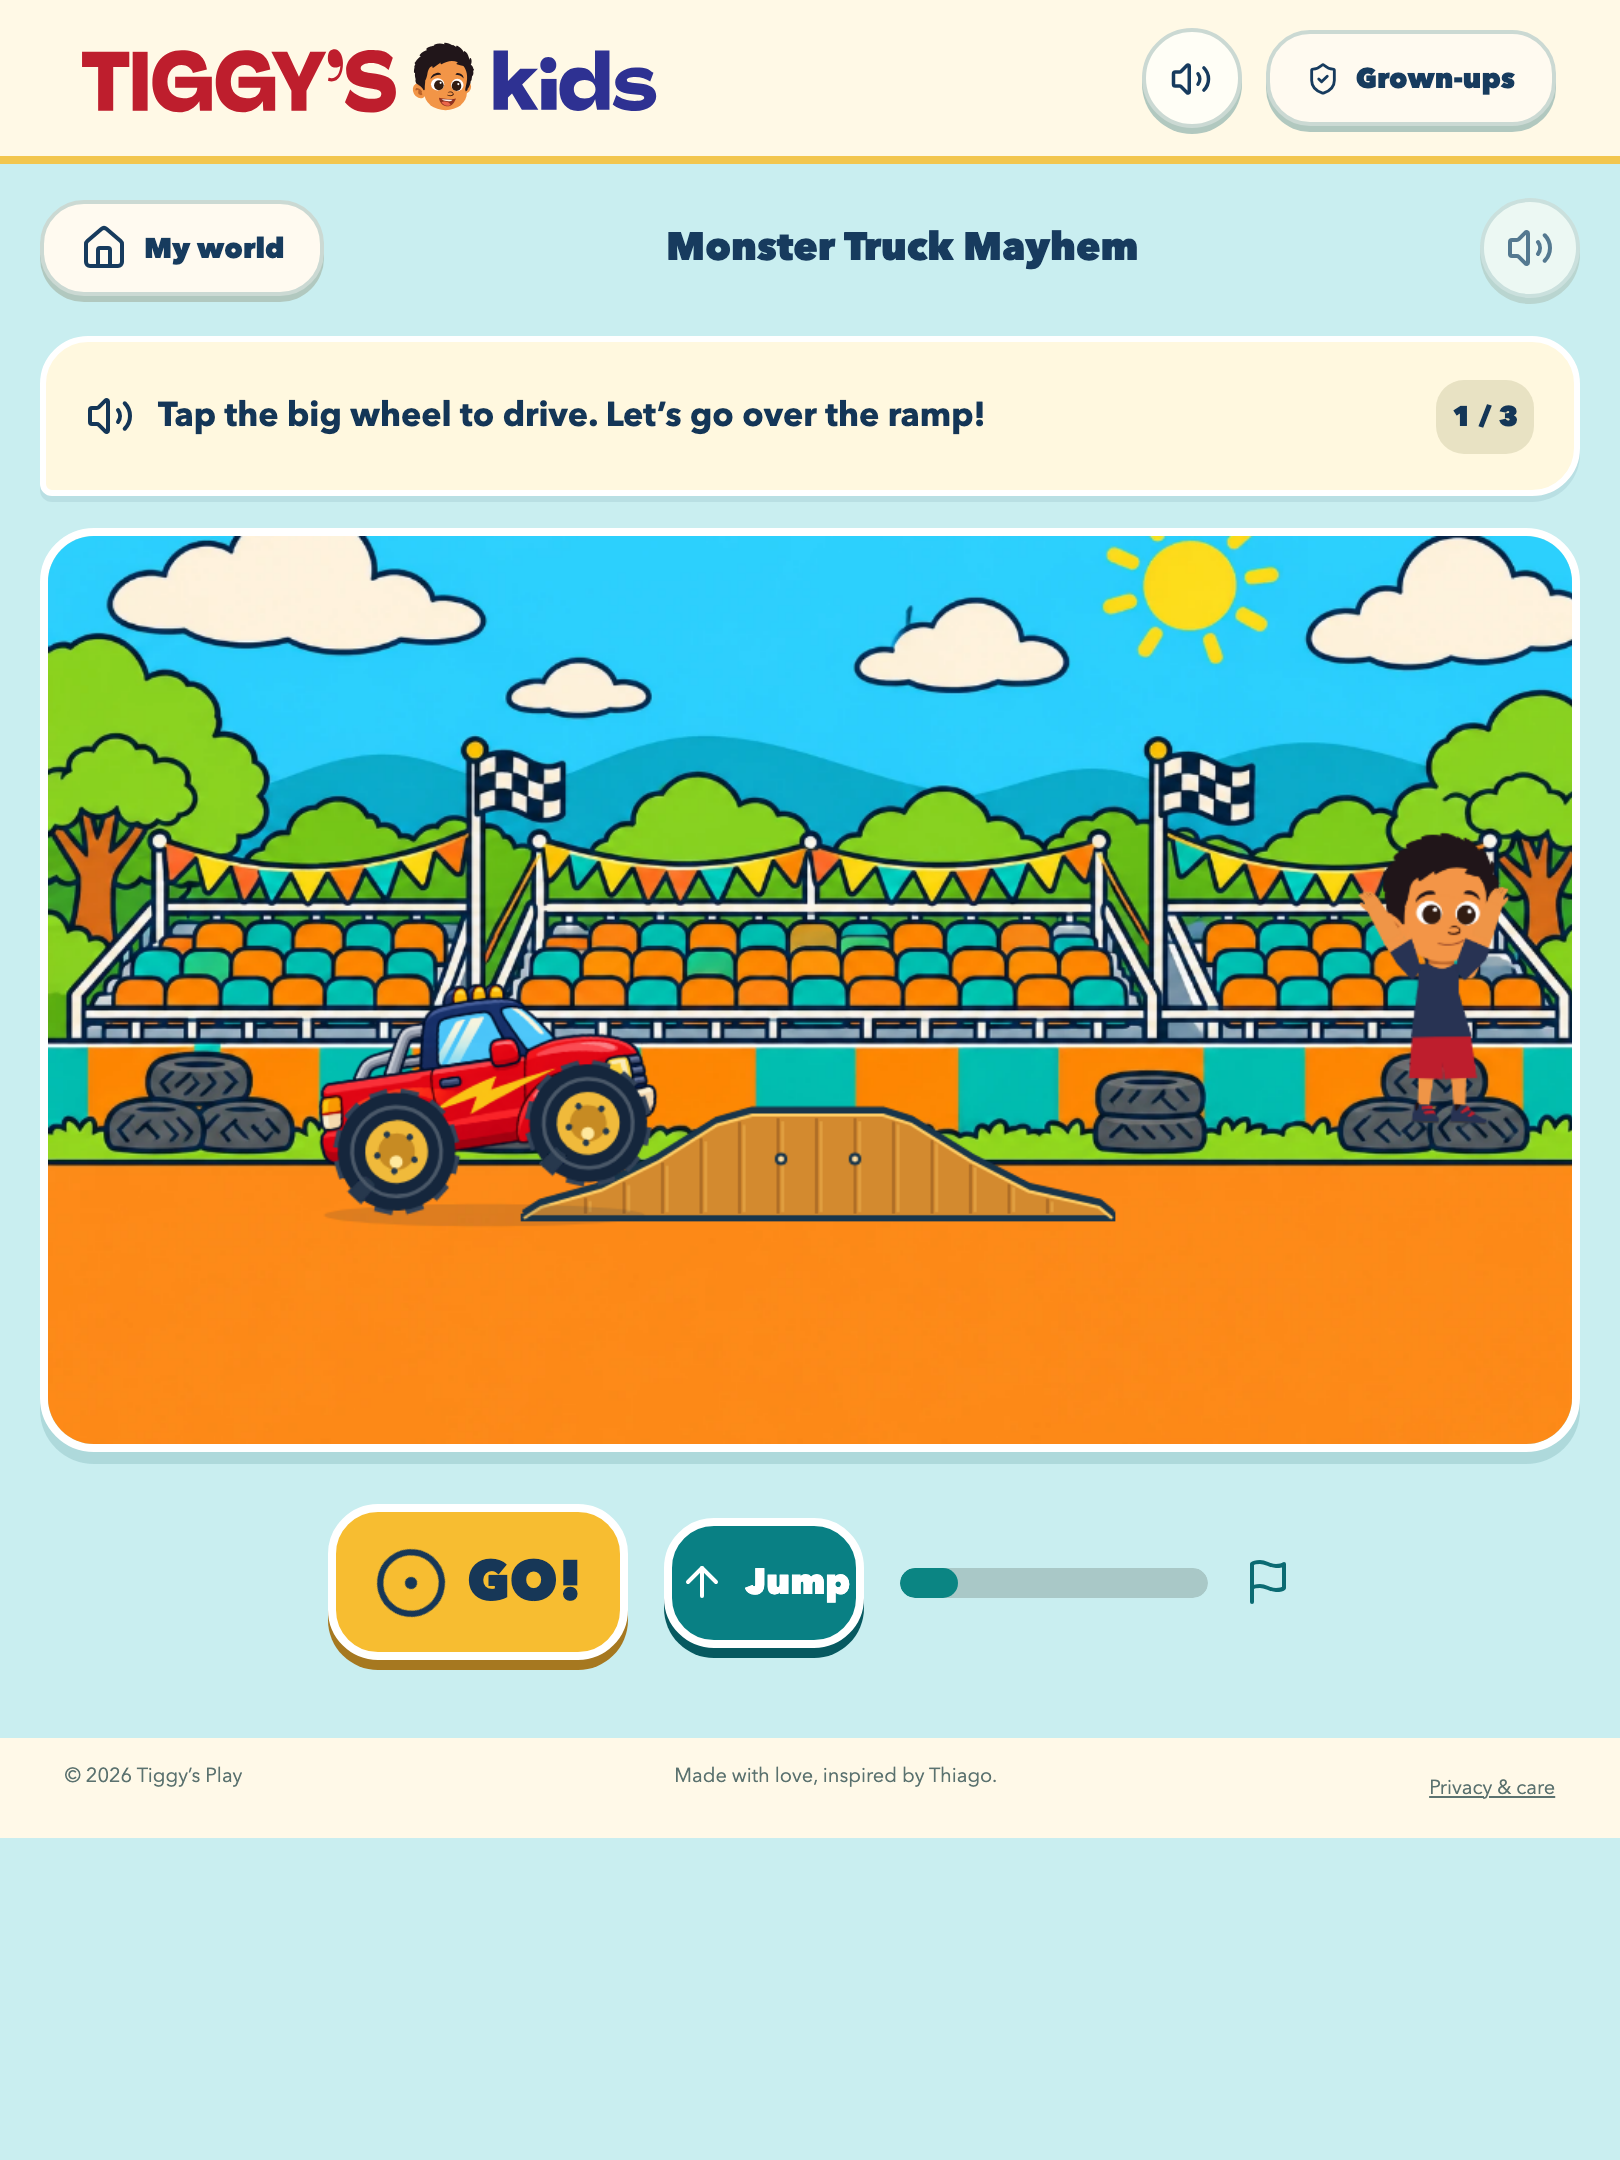 TIGGY'S kids
Grown-ups
My world
Monster Truck Mayhem
Tap the big wheel to drive. Let’s go over the ramp!
1 / 3
GO!
Jump
© 2026 Tiggy’s Play
Made with love, inspired by Thiago.
Privacy & care